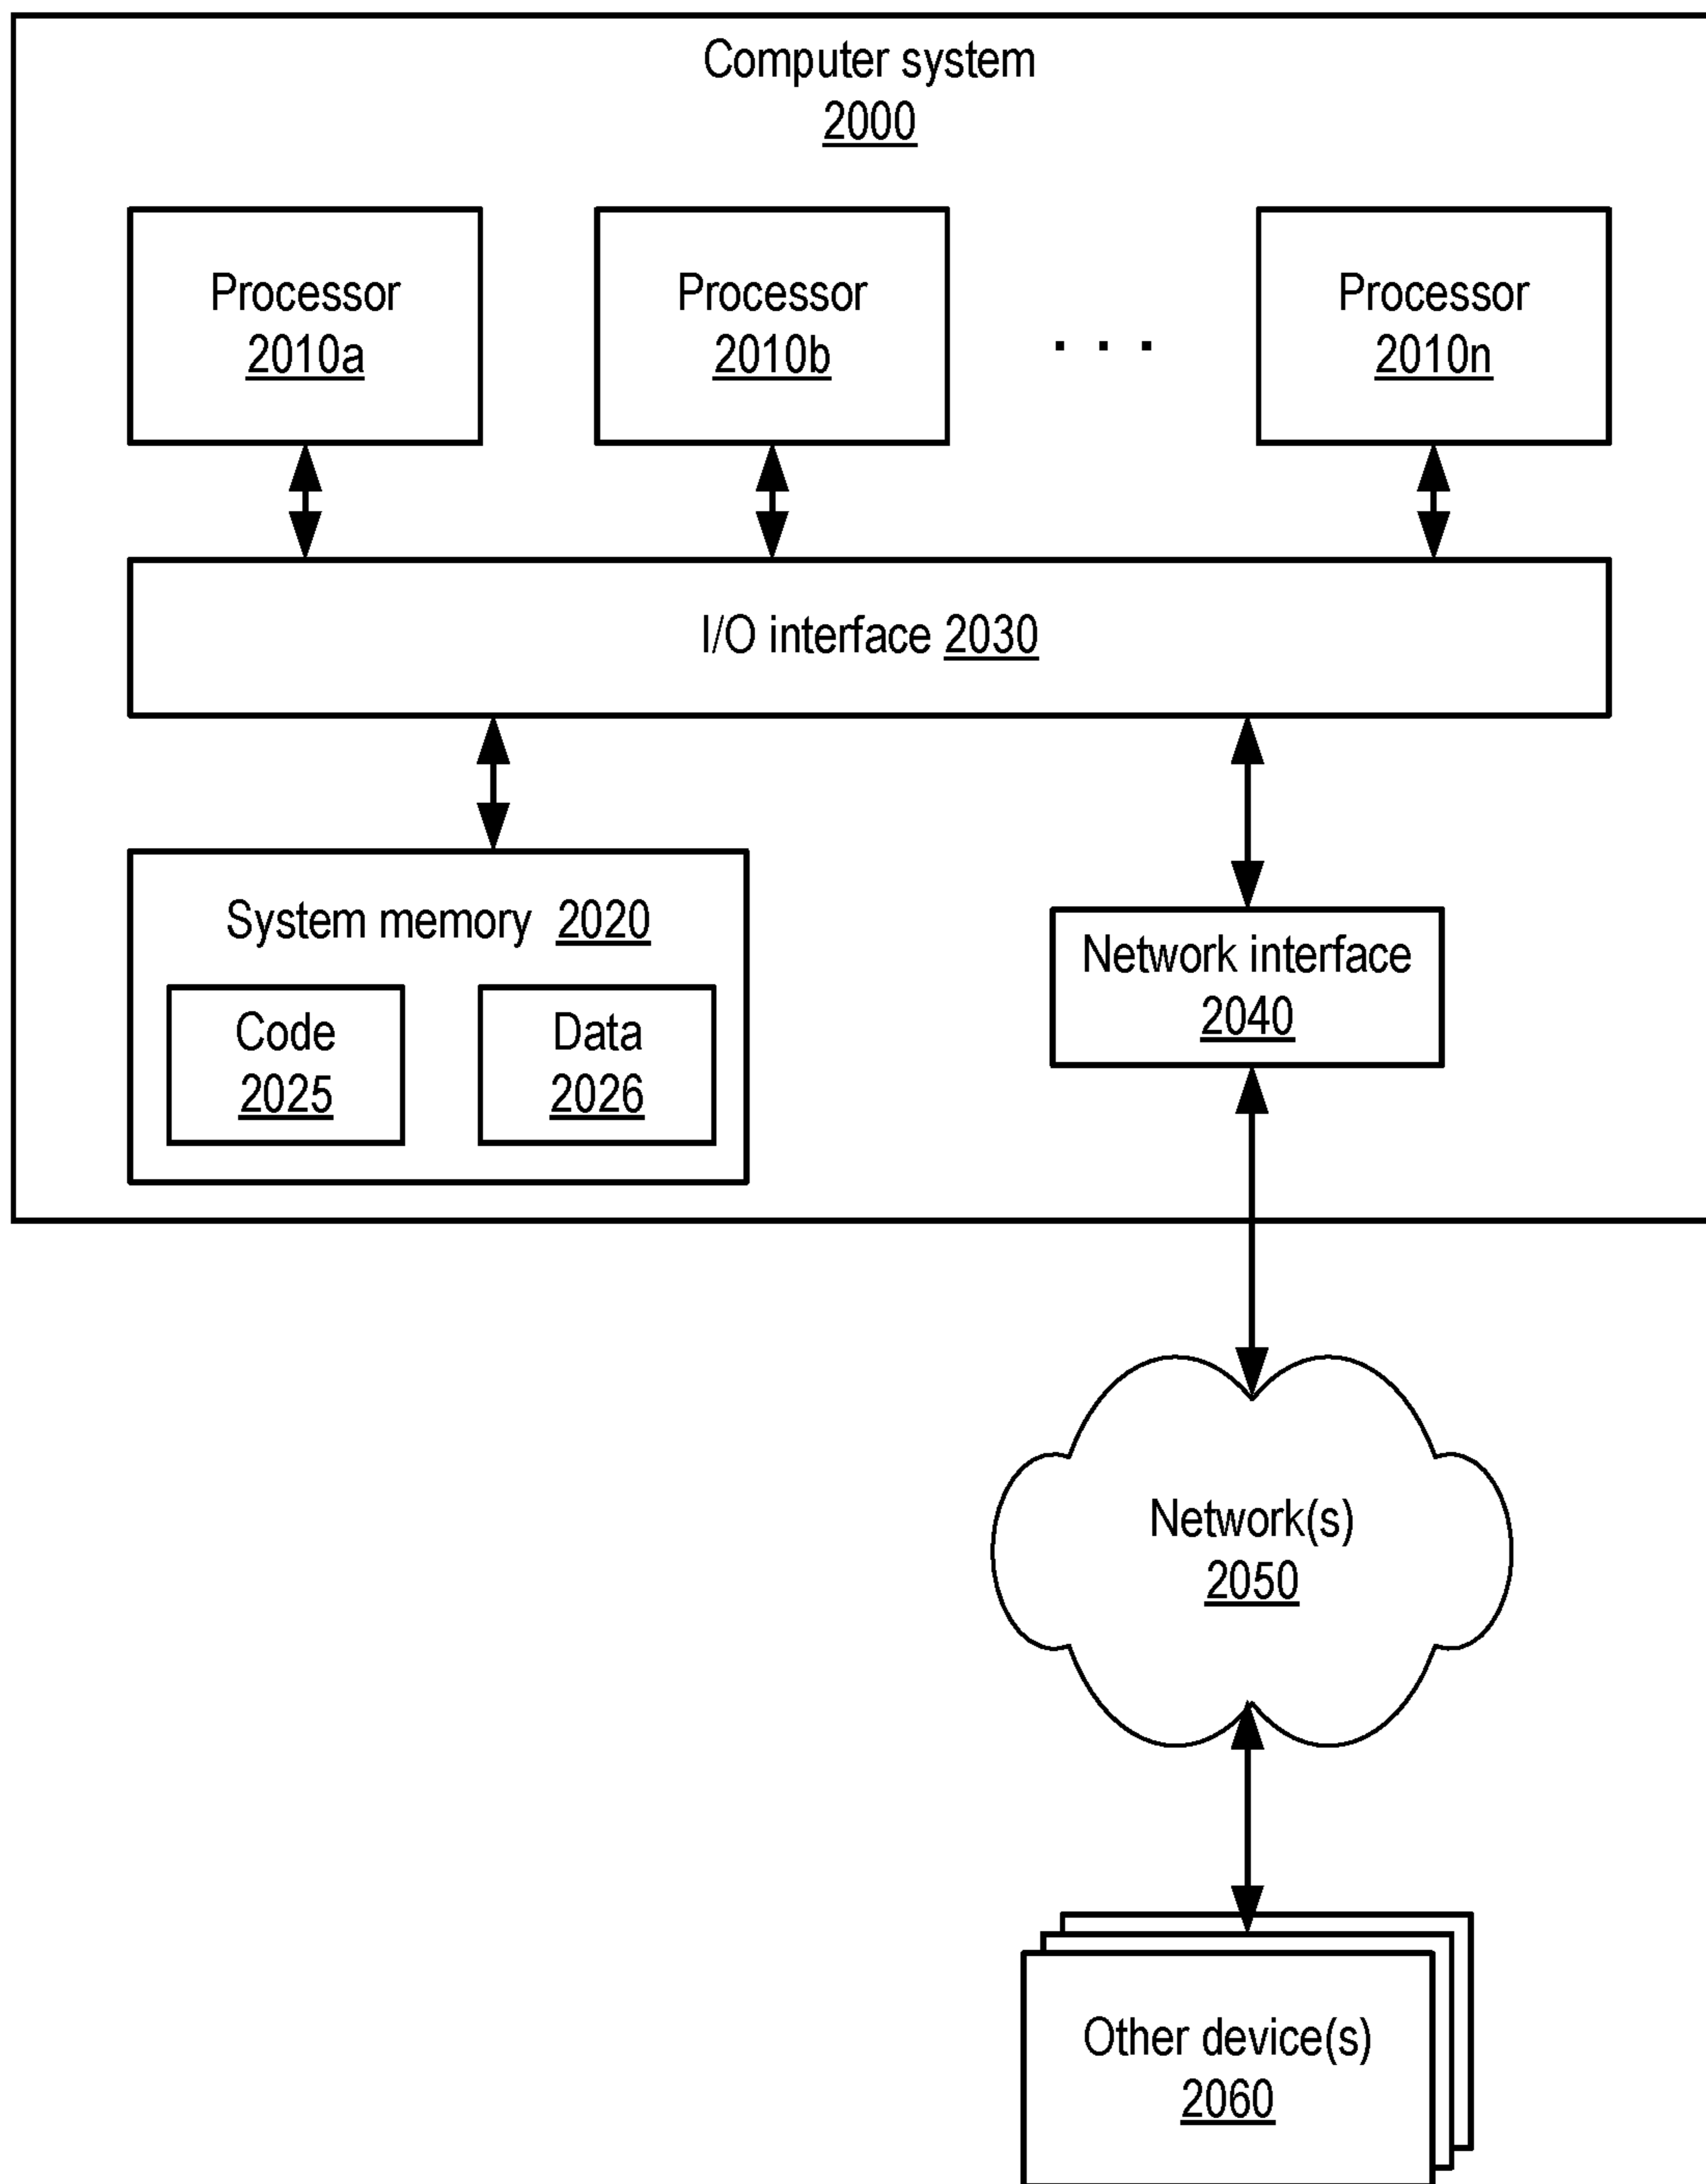 Computer system
2000
Processor
2010a
Processor
2010b
. . .
Processor
2010n
I/O interface 2030
System memory 2020
Code
2025
Data
2026
Network interface
2040
Network(s)
2050
Other device(s)
2060